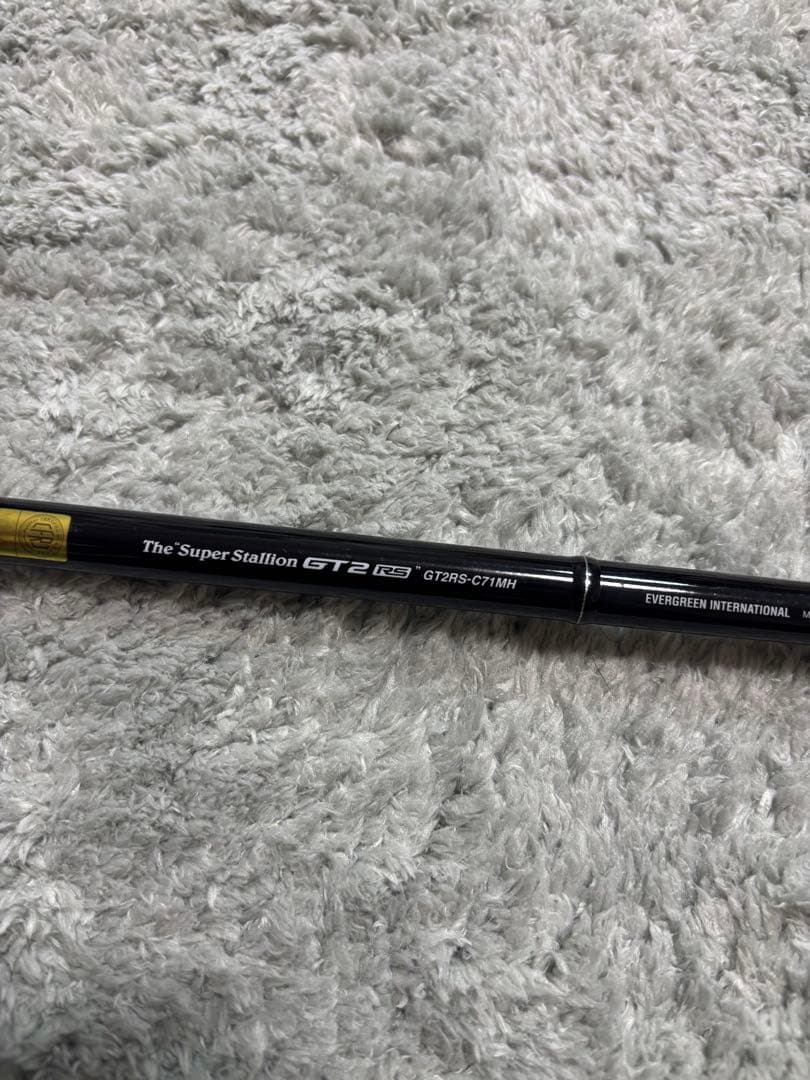 The "Super Stallion GT2 RS" GT2RS-C71MH
EVERGREEN INTERNATIONAL M